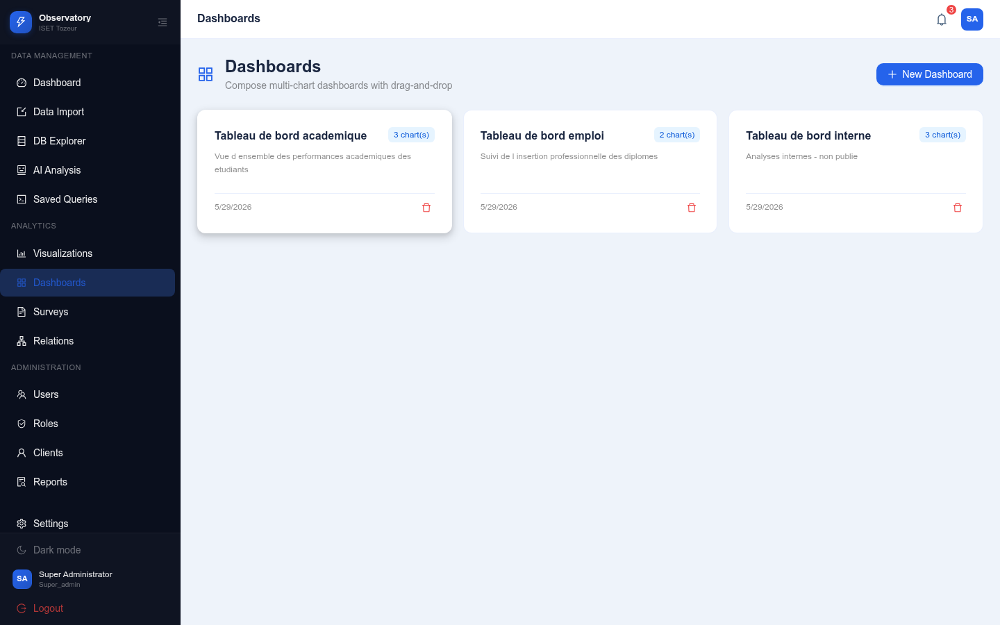 Observatory
ISET Tozeur
DATA MANAGEMENT
Dashboard
Data Import
DB Explorer
AI Analysis
Saved Queries
ANALYTICS
Visualizations
Dashboards
Surveys
Relations
ADMINISTRATION
Users
Roles
Clients
Reports
Settings
Dark mode
SA
Super Administrator
Super_admin
Logout
Dashboards
3
SA
Dashboards
Compose multi-chart dashboards with drag-and-drop
New Dashboard
Tableau de bord academique
3 chart(s)
Vue d ensemble des performances academiques des
etudiants
5/29/2026
Tableau de bord emploi
2 chart(s)
Suivi de l insertion professionnelle des diplomes
5/29/2026
Tableau de bord interne
3 chart(s)
Analyses internes - non publie
5/29/2026